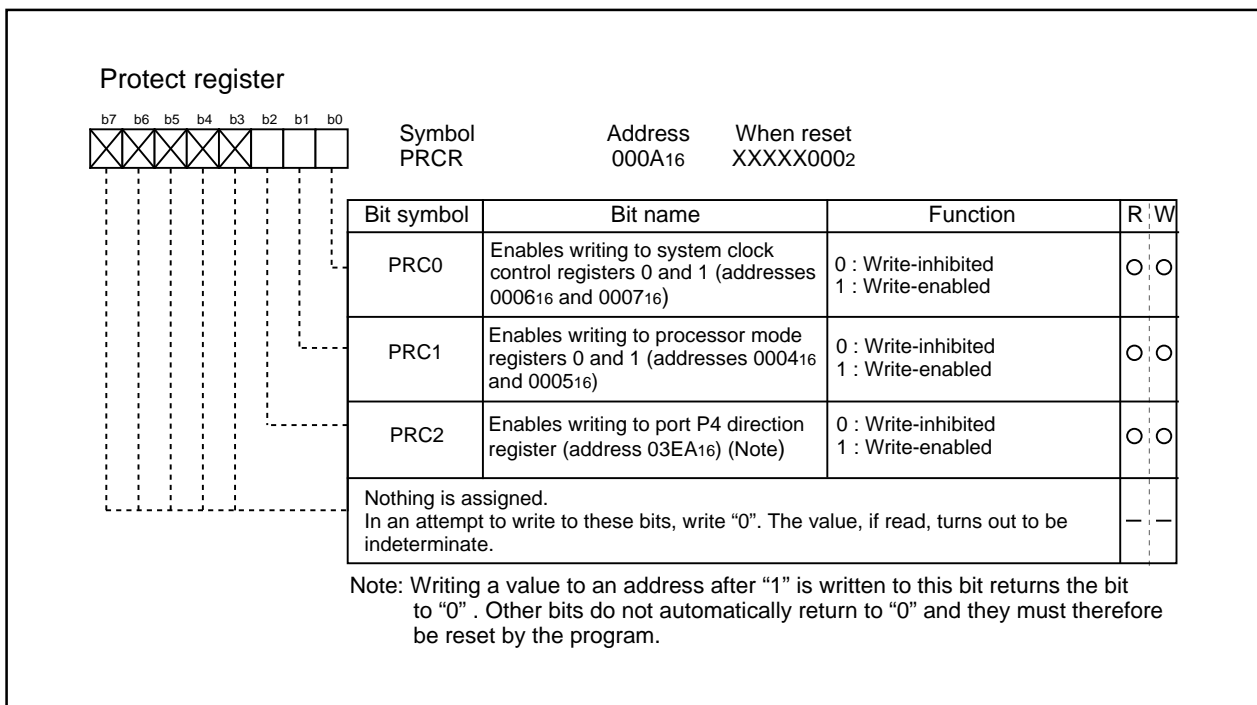 Protect register
b7 b6 b5 b4 b3 b2 b1 b0
Symbol Address When reset
PRCR 000A16 XXXXX0002
Bit symbol Bit name Function R W
PRC0
Enables writing to system clock
control registers 0 and 1 (addresses
000616 and 000716)
0 : Write-inhibited
1 : Write-enabled
PRC1
Enables writing to processor mode
registers 0 and 1 (addresses 000416
and 000516)
0 : Write-inhibited
1 : Write-enabled
PRC2
Enables writing to port P4 direction
register (address 03EA16) (Note)
0 : Write-inhibited
1 : Write-enabled
Nothing is assigned.
In an attempt to write to these bits, write “0”. The value, if read, turns out to be
indeterminate.
Note: Writing a value to an address after “1” is written to this bit returns the bit
to “0” . Other bits do not automatically return to “0” and they must therefore
be reset by the program.